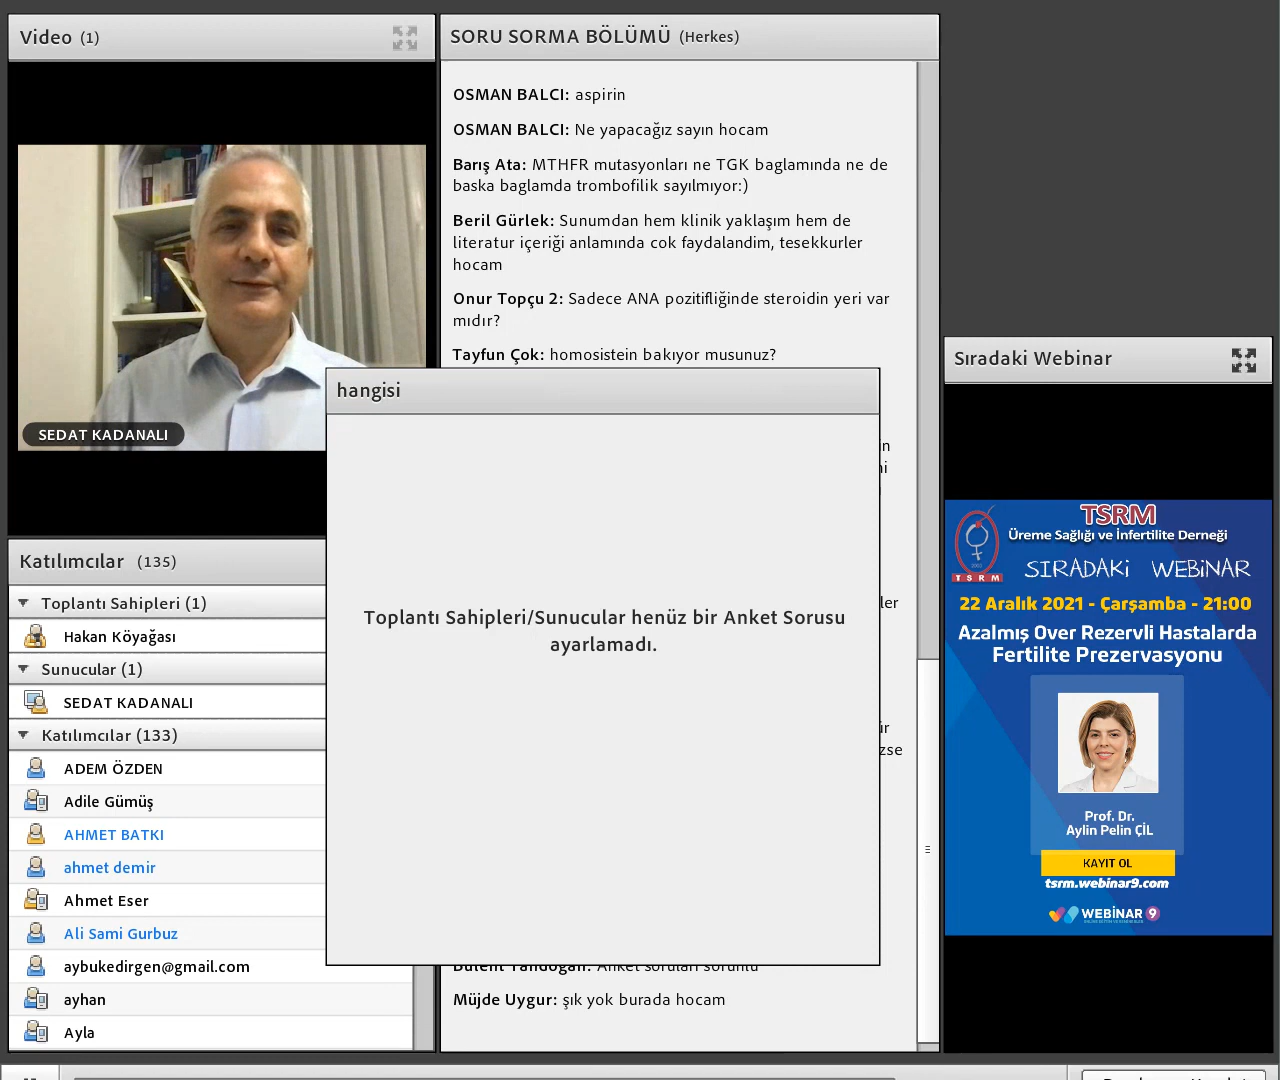 Video (1)
SEDAT KADANALI
Katılımcılar (135)
Toplantı Sahipleri (1)
Hakan Köyağası
Sunucular (1)
SEDAT KADANALI
Katılımcılar (133)
ADEM ÖZDEN
Adile Gümüş
AHMET BATKI
ahmet demir
Ahmet Eser
Ali Sami Gurbuz
aybukedirgen@gmail.com
ayhan
Ayla
SORU SORMA BÖLÜMÜ (Herkes)
OSMAN BALCI: aspirin
OSMAN BALCI: Ne yapacağız sayın hocam
Barış Ata: MTHFR mutasyonları ne TGK baglamında ne de
baska baglamda trombofilik sayılmıyor:)
Beril Gürlek: Sunumdan hem klinik yaklaşım hem de
literatur içeriği anlamında cok faydalandim, tesekkurler
hocam
Onur Topçu 2: Sadece ANA pozitifliğinde steroidin yeri var
mıdır?
Tayfun Çok: homosistein bakıyor musunuz?
hangisi
Toplantı Sahipleri/Sunucular henüz bir Anket Sorusu
ayarlamadı.
Bülent Yandoğan: Anket soruları sorunlu
Müjde Uygur: şık yok burada hocam
Sıradaki Webinar
TSRM
Üreme Sağlığı ve İnfertilite Derneği
TSRM
SIRADAKİ WEBİNAR
22 Aralık 2021 - Çarşamba - 21:00
Azalmış Over Rezervli Hastalarda
Fertilite Prezervasyonu
Prof. Dr.
Aylin Pelin ÇİL
KAYIT OL
tsrm.webinar9.com
WEBİNAR 9